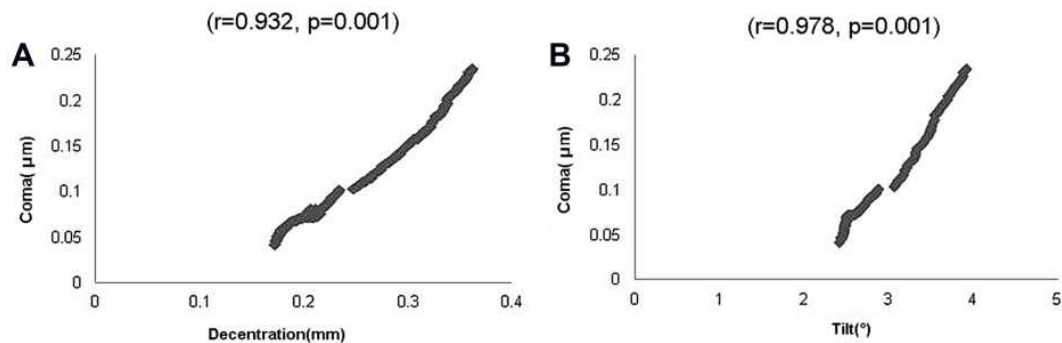 (r=0.932, p=0.001)
A
0.25
0.2
0.15
0.1
0.05
0
Coma( µm)
0 0.1 0.2 0.3 0.4
Decentration(mm)
(r=0.978, p=0.001)
B
0.25
0.2
0.15
0.1
0.05
0
Coma( µm)
0 1 2 3 4 5
Tilt(°)